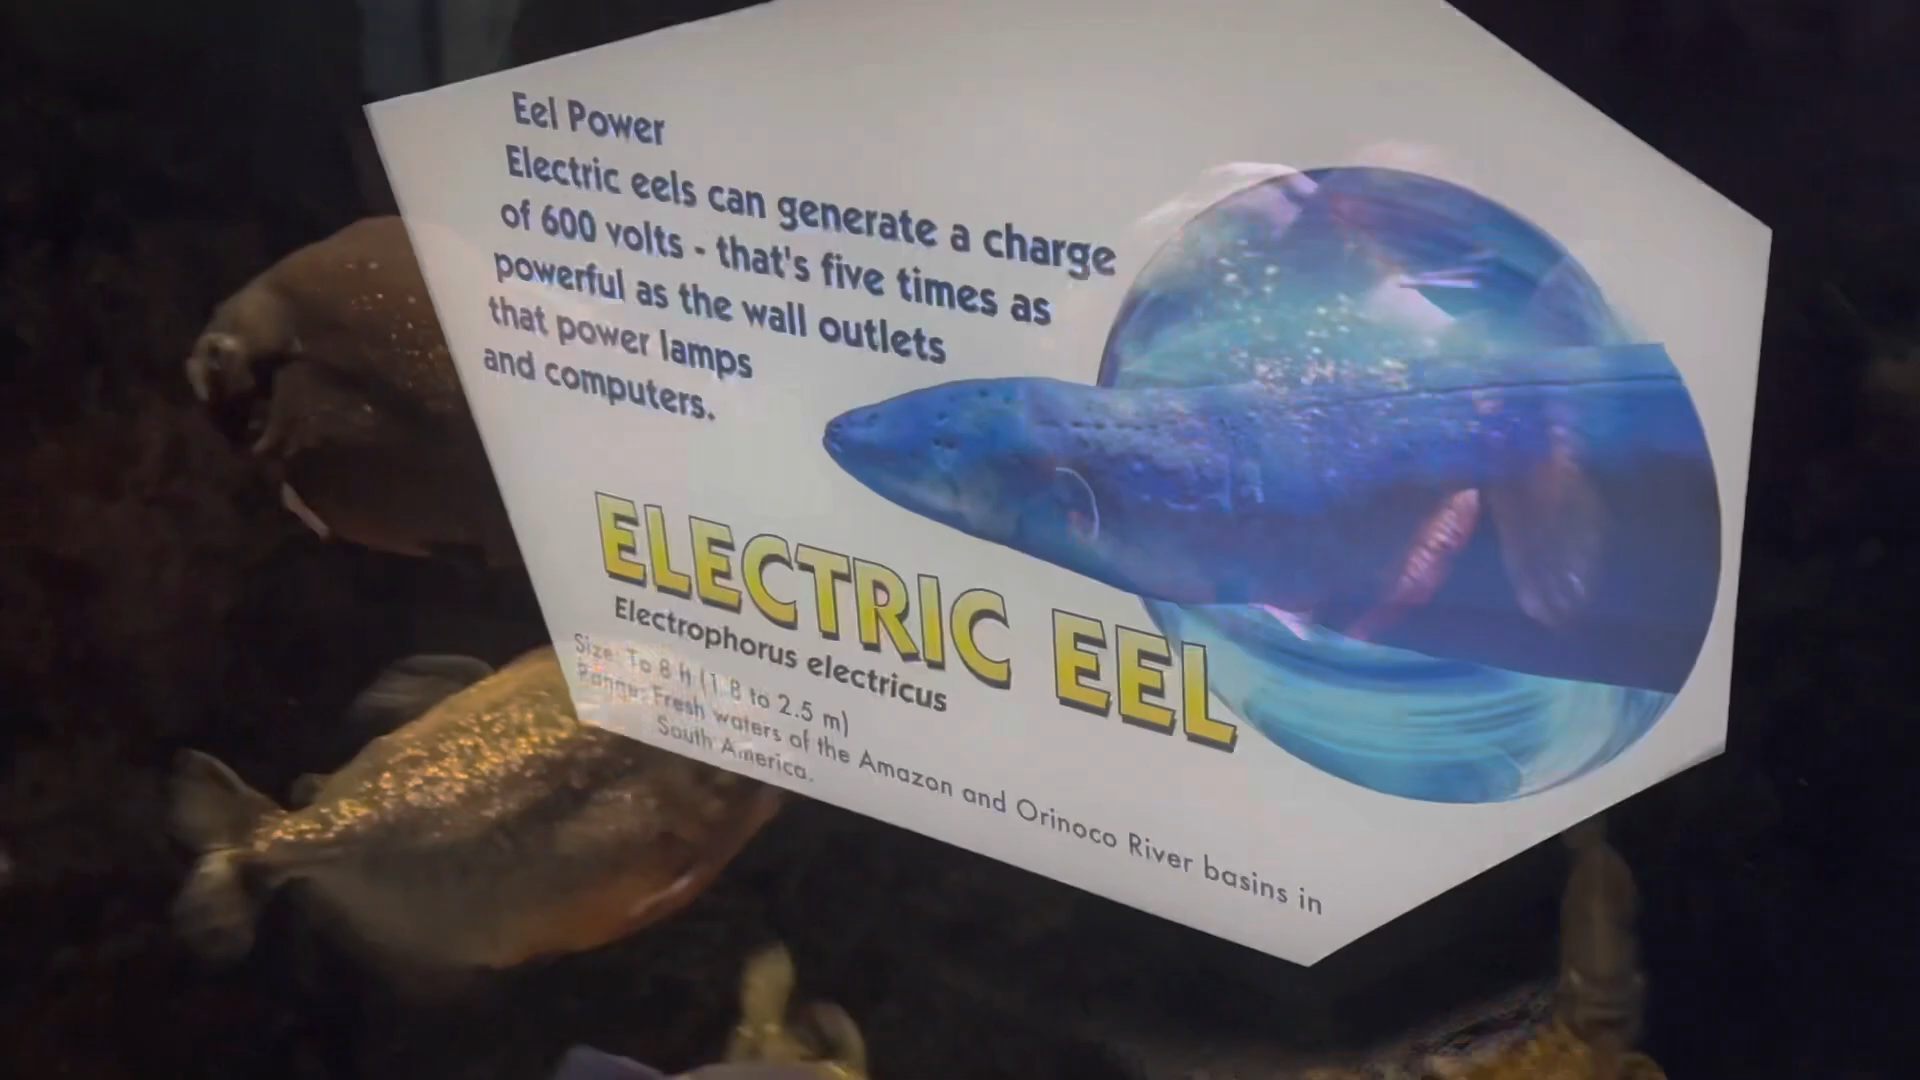 Eel Power
Electric eels can generate a charge
of 600 volts - that's five times as
powerful as the wall outlets
that power lamps
and computers.
ELECTRIC EEL
Electrophorus electricus
Size: To 8 ft (1.8 to 2.5 m)
Range: Fresh waters of the Amazon and Orinoco River basins in
South America.